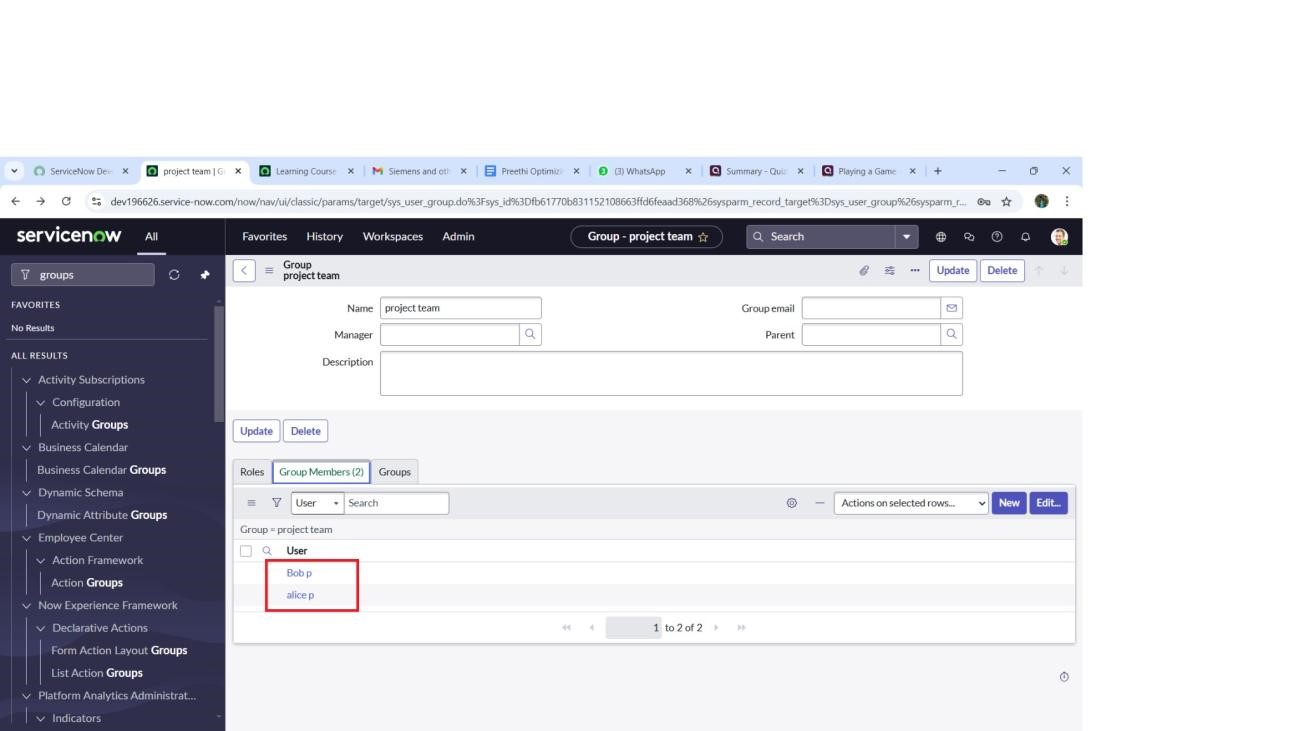 ServiceNow Dev
project team | G
Learning Course
Siemens and oth
Preethi Optimizi
(3) WhatsApp
Summary - Quiz
Playing a Game
dev196626.service-now.com/now/nav/ui/classic/params/target/sys_user_group.do%3Fsys_id%3Dfb61770b831152108663ffd6feaad368%26sysparm_record_target%3Dsys_user_group%26sysparm_r...
servicenow
All
Favorites History Workspaces Admin
Group - project team
Search
groups
FAVORITES
No Results
ALL RESULTS
Activity Subscriptions
Configuration
Activity Groups
Business Calendar
Business Calendar Groups
Dynamic Schema
Dynamic Attribute Groups
Employee Center
Action Framework
Action Groups
Now Experience Framework
Declarative Actions
Form Action Layout Groups
List Action Groups
Platform Analytics Administrat...
Indicators
Group
project team
Update Delete
Name project team
Group email
Manager
Parent
Description
Update Delete
Roles Group Members (2) Groups
User Search
Actions on selected rows... New Edit...
Group = project team
User
Bob p
alice p
1 to 2 of 2